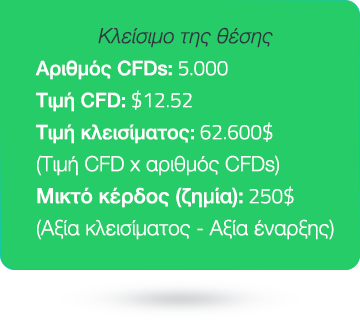 Κλείσιμο της θέσης
Αριθμός CFDs: 5.000
Τιμή CFD: $12.52
Τιμή κλεισίματος: 62.600$
(Τιμή CFD x αριθμός CFDs)
Μικτό κέρδος (ζημία): 250$
(Αξία κλεισίματος - Αξία έναρξης)